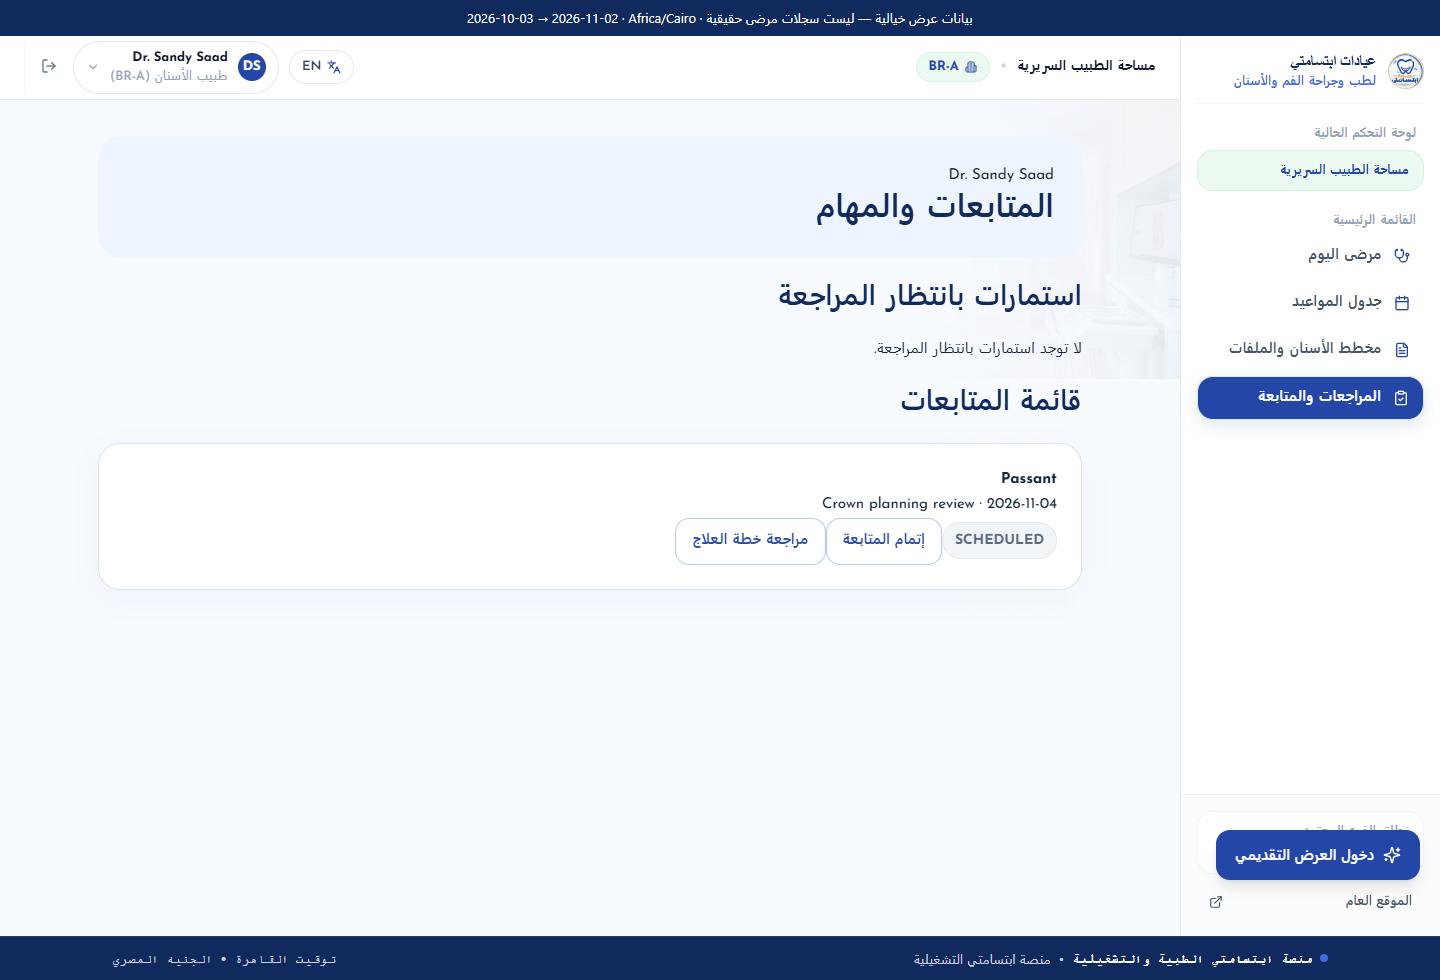 بيانات عرض خيالية — ليست سجلات مرضى حقيقية · 2026-10-03 → 2026-11-02 · Africa/Cairo
عيادات ابتسامتي
لطب وجراحة الفم والأسنان
مساحة الطبيب السريرية • BR-A
EN
Dr. Sandy Saad
DS
طبيب الأسنان (BR-A)
لوحة التحكم الحالية
مساحة الطبيب السريرية
القائمة الرئيسية
مرضى اليوم
جدول المواعيد
مخطط الأسنان والملفات
المراجعات والمتابعة
Dr. Sandy Saad
المتابعات والمهام
استمارات بانتظار المراجعة
لا توجد استمارات بانتظار المراجعة.
قائمة المتابعات
Passant
Crown planning review · 2026-11-04
SCHEDULED
إتمام المتابعة
مراجعة خطة العلاج
دخول العرض التقديمي
الموقع العام
منصة ابتسامتي الطبية والتشغيلية • منصة ابتسامتي التشغيلية
توقيت القاهرة • الجنيه المصري